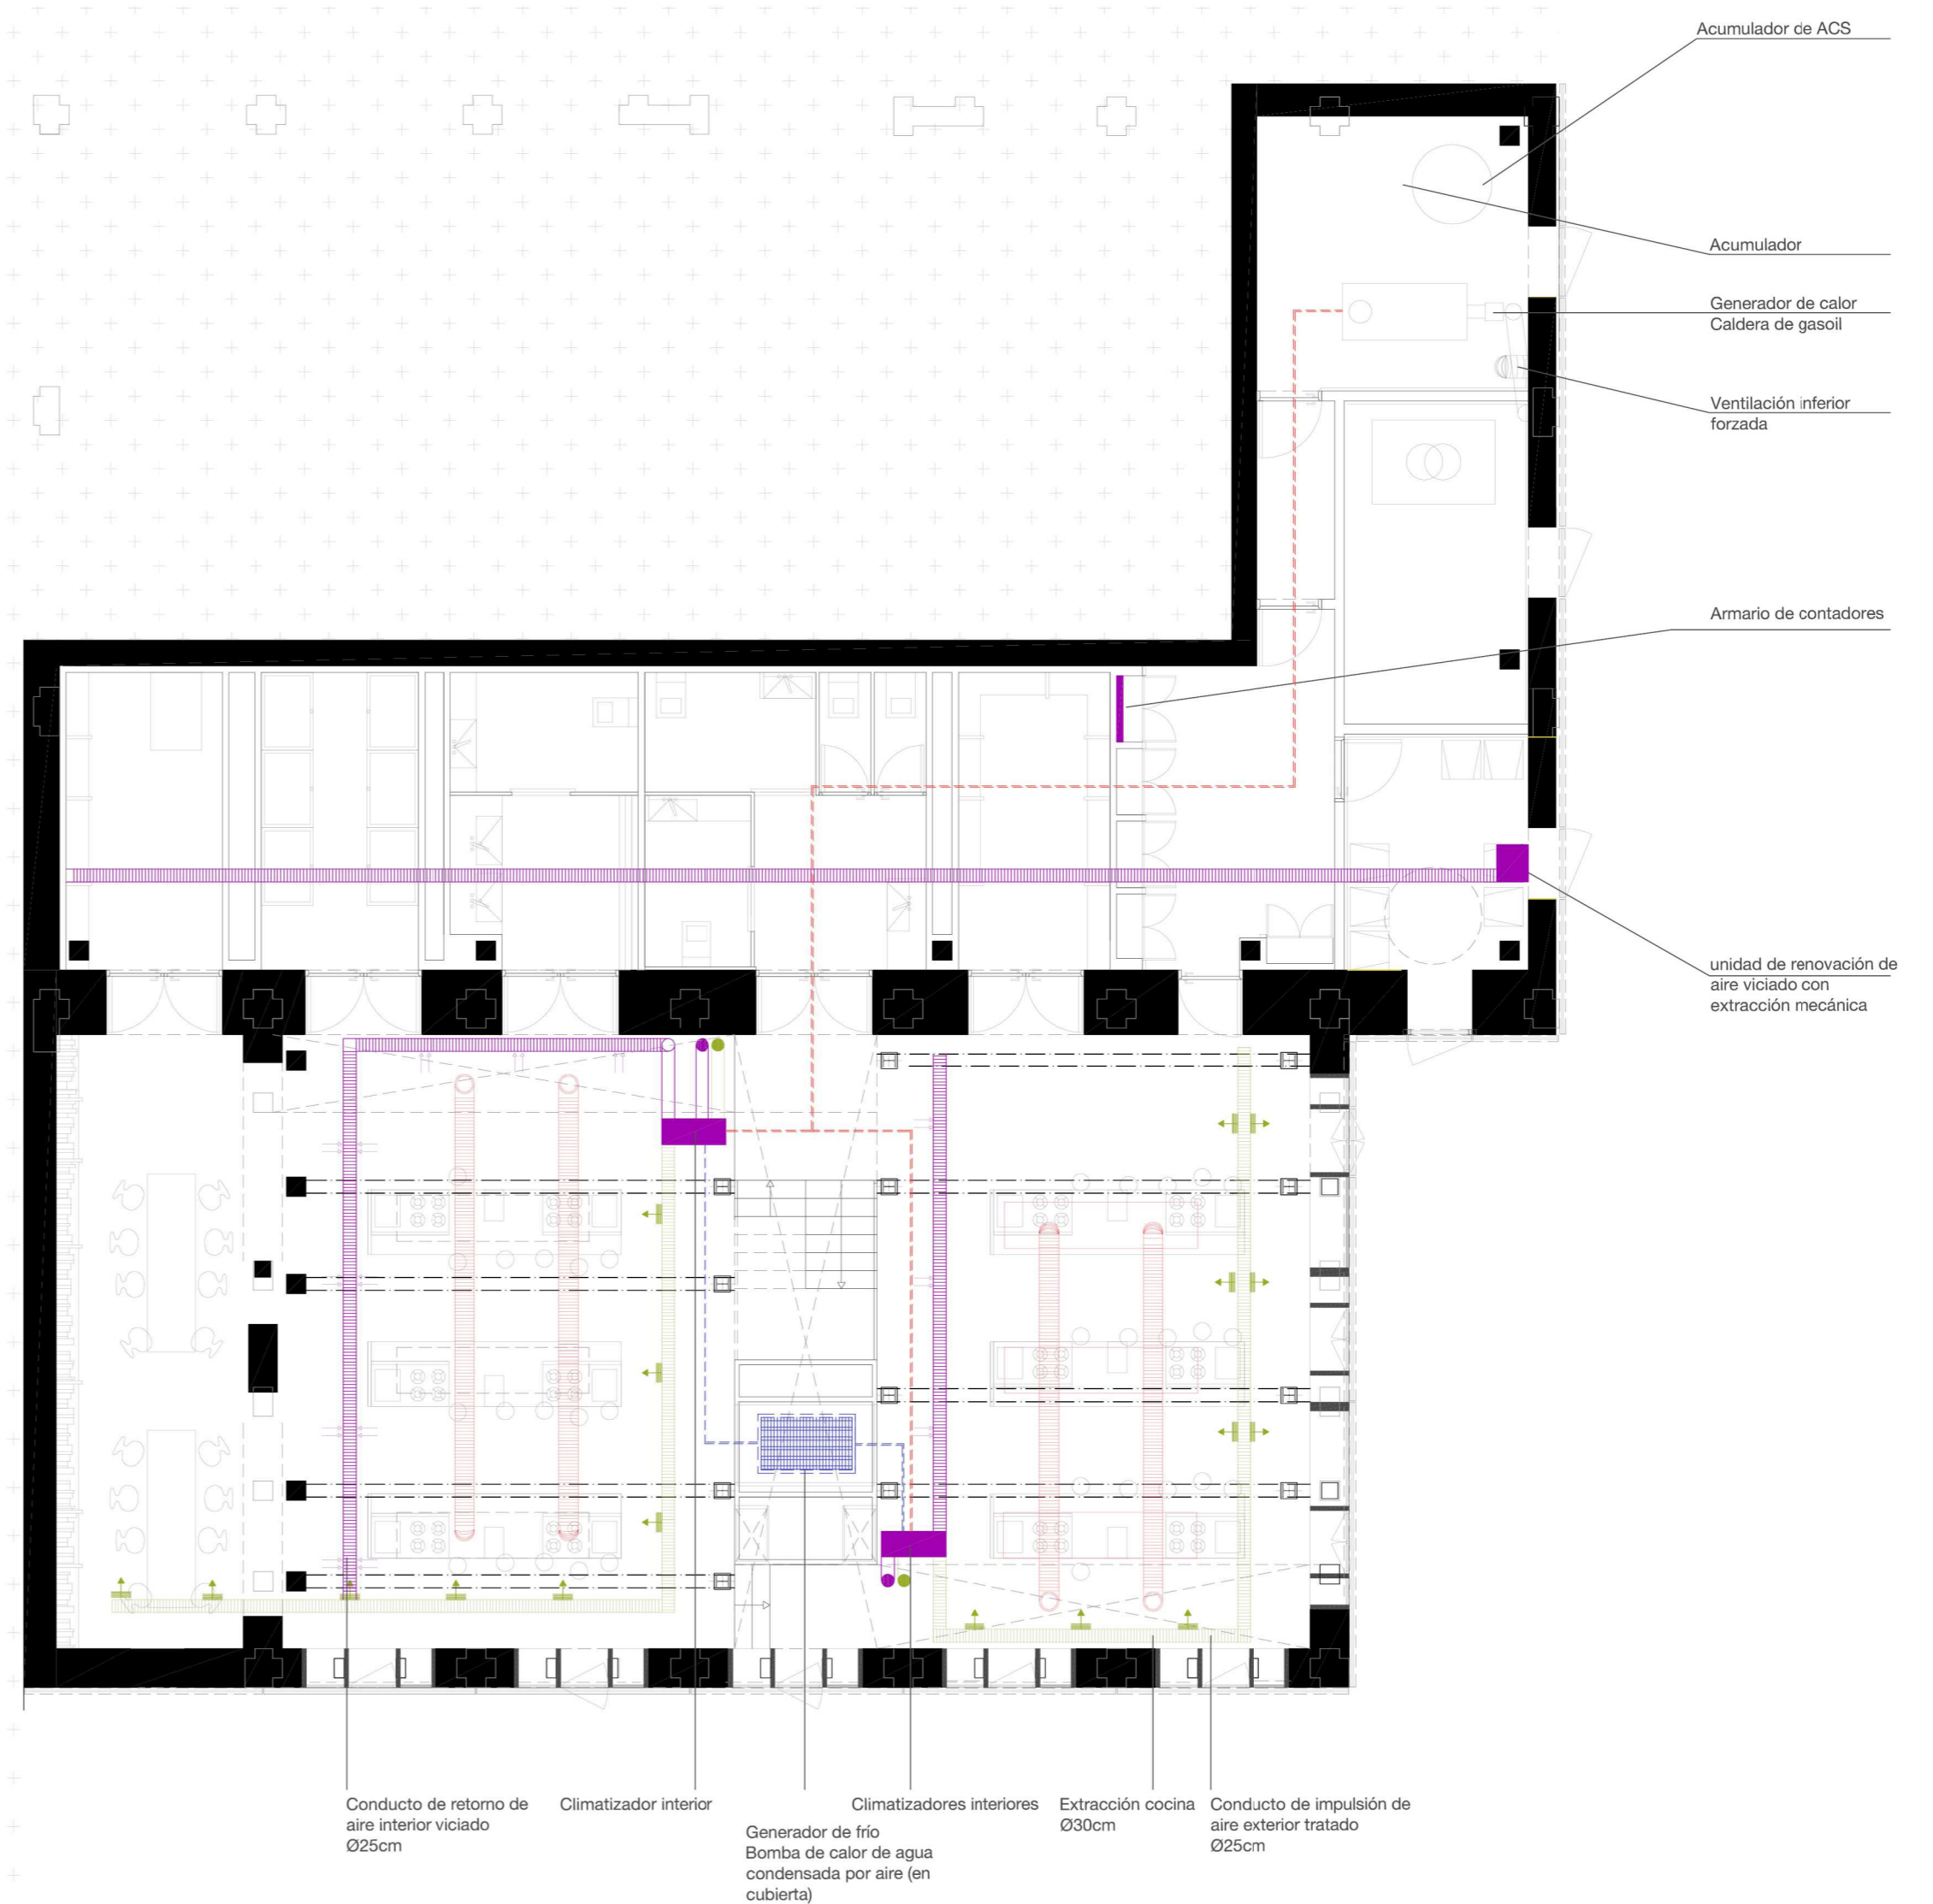 Acumulador de ACS
Acumulador
Generador de calor
Caldera de gasoil
Ventilación inferior
forzada
Armario de contadores
unidad de renovación de
aire viciado con
extracción mecánica
Conducto de retorno de
aire interior viciado
Ø25cm
Climatizador interior
Generador de frío
Bomba de calor de agua
condensada por aire (en
cubierta)
Climatizadores interiores
Extracción cocina
Ø30cm
Conducto de impulsión de
aire exterior tratado
Ø25cm